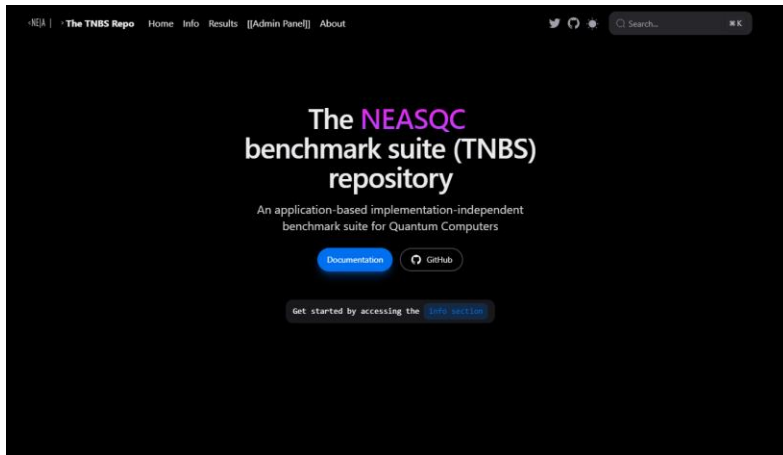 The TNBS Repo Home Info Results [[Admin Panel]] About Search... ⌘K
The NEASQC
benchmark suite (TNBS)
repository
An application-based implementation-independent
benchmark suite for Quantum Computers
Documentation GitHub
Get started by accessing the Info section